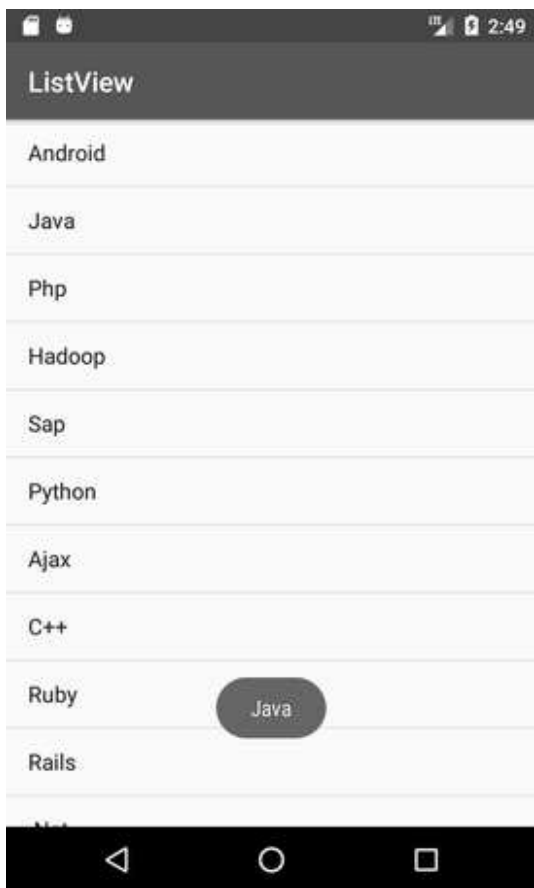 2:49
ListView
Android
Java
Php
Hadoop
Sap
Python
Ajax
C++
Ruby
Java
Rails